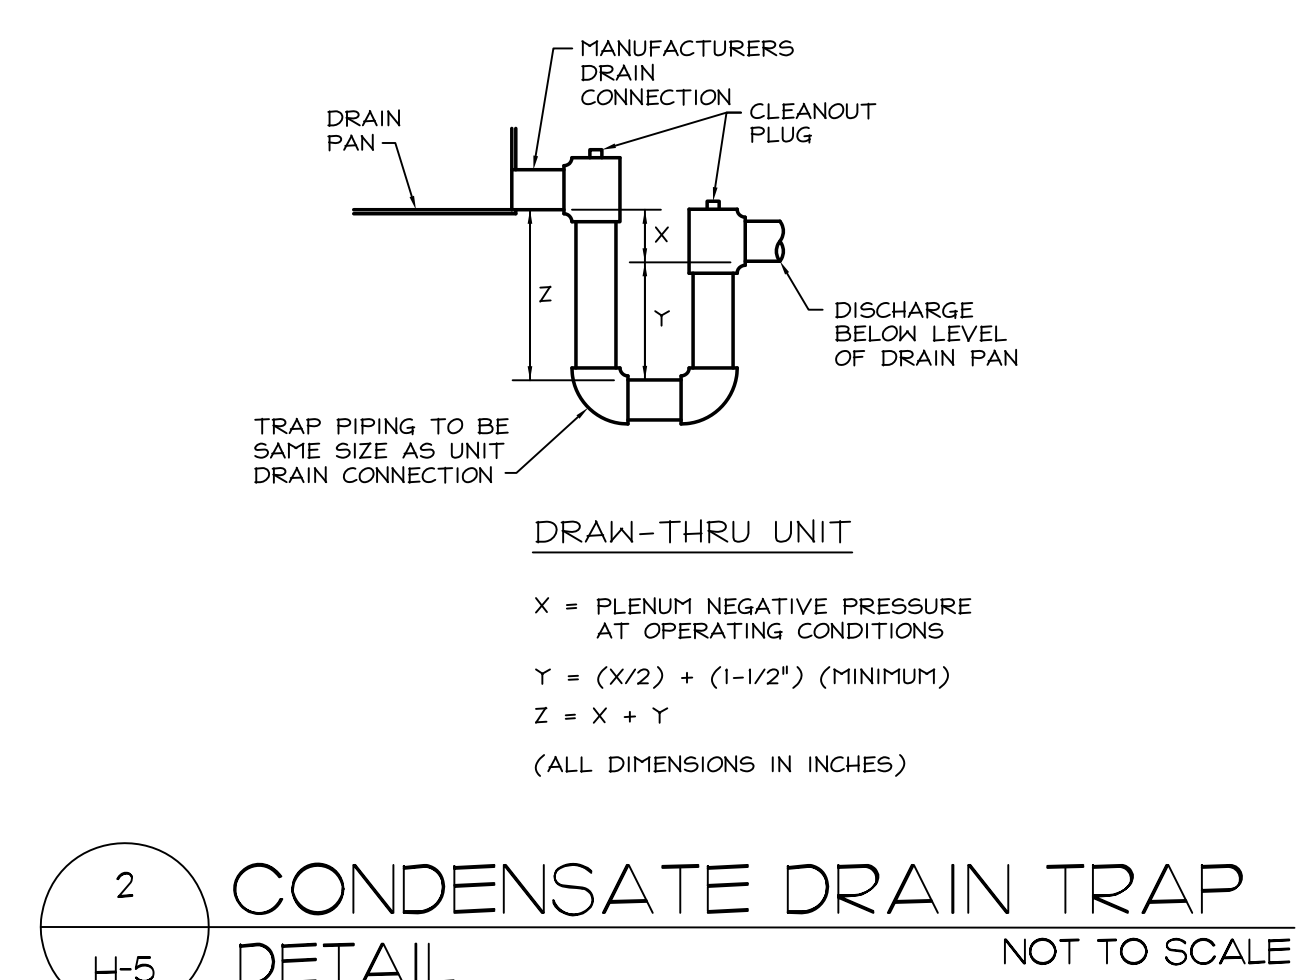 MANUFACTURERS
DRAIN
CONNECTION
CLEANOUT
PLUG
DRAIN
PAN
X
Z
Y
DISCHARGE
BELOW LEVEL
OF DRAIN PAN
TRAP PIPING TO BE
SAME SIZE AS UNIT
DRAIN CONNECTION
DRAW-THRU UNIT
X = PLENUM NEGATIVE PRESSURE
AT OPERATING CONDITIONS
Y = (X/2) + (1-1/2") (MINIMUM)
Z = X + Y
(ALL DIMENSIONS IN INCHES)
2
H-5
CONDENSATE DRAIN TRAP
DETAIL
NOT TO SCALE